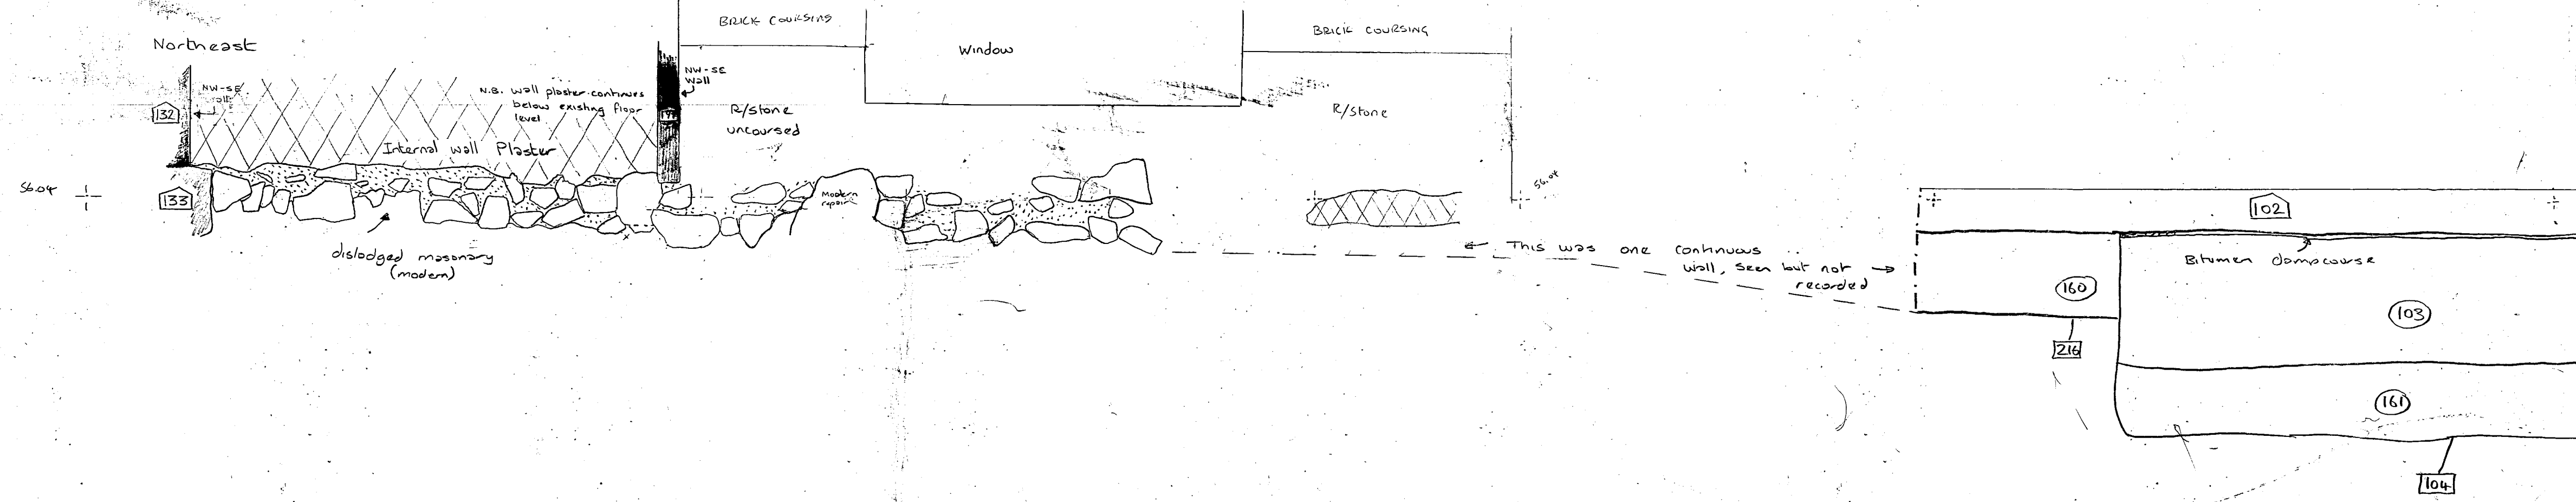 Northeast
BRICK COURSING
Window
BRICK COURSING
NW-SE
wall
132
N.B. wall plaster continues
below existing floor
level
NW-SE
wall
R/Stone
uncoursed
R/Stone
Internal wall Plaster
56.04
133
Modern
repair
56.04
dislodged masonary
(modern)
This was one continuous
wall, seen but not
recorded
102
Bitumen dampcourse
160
103
216
161
104